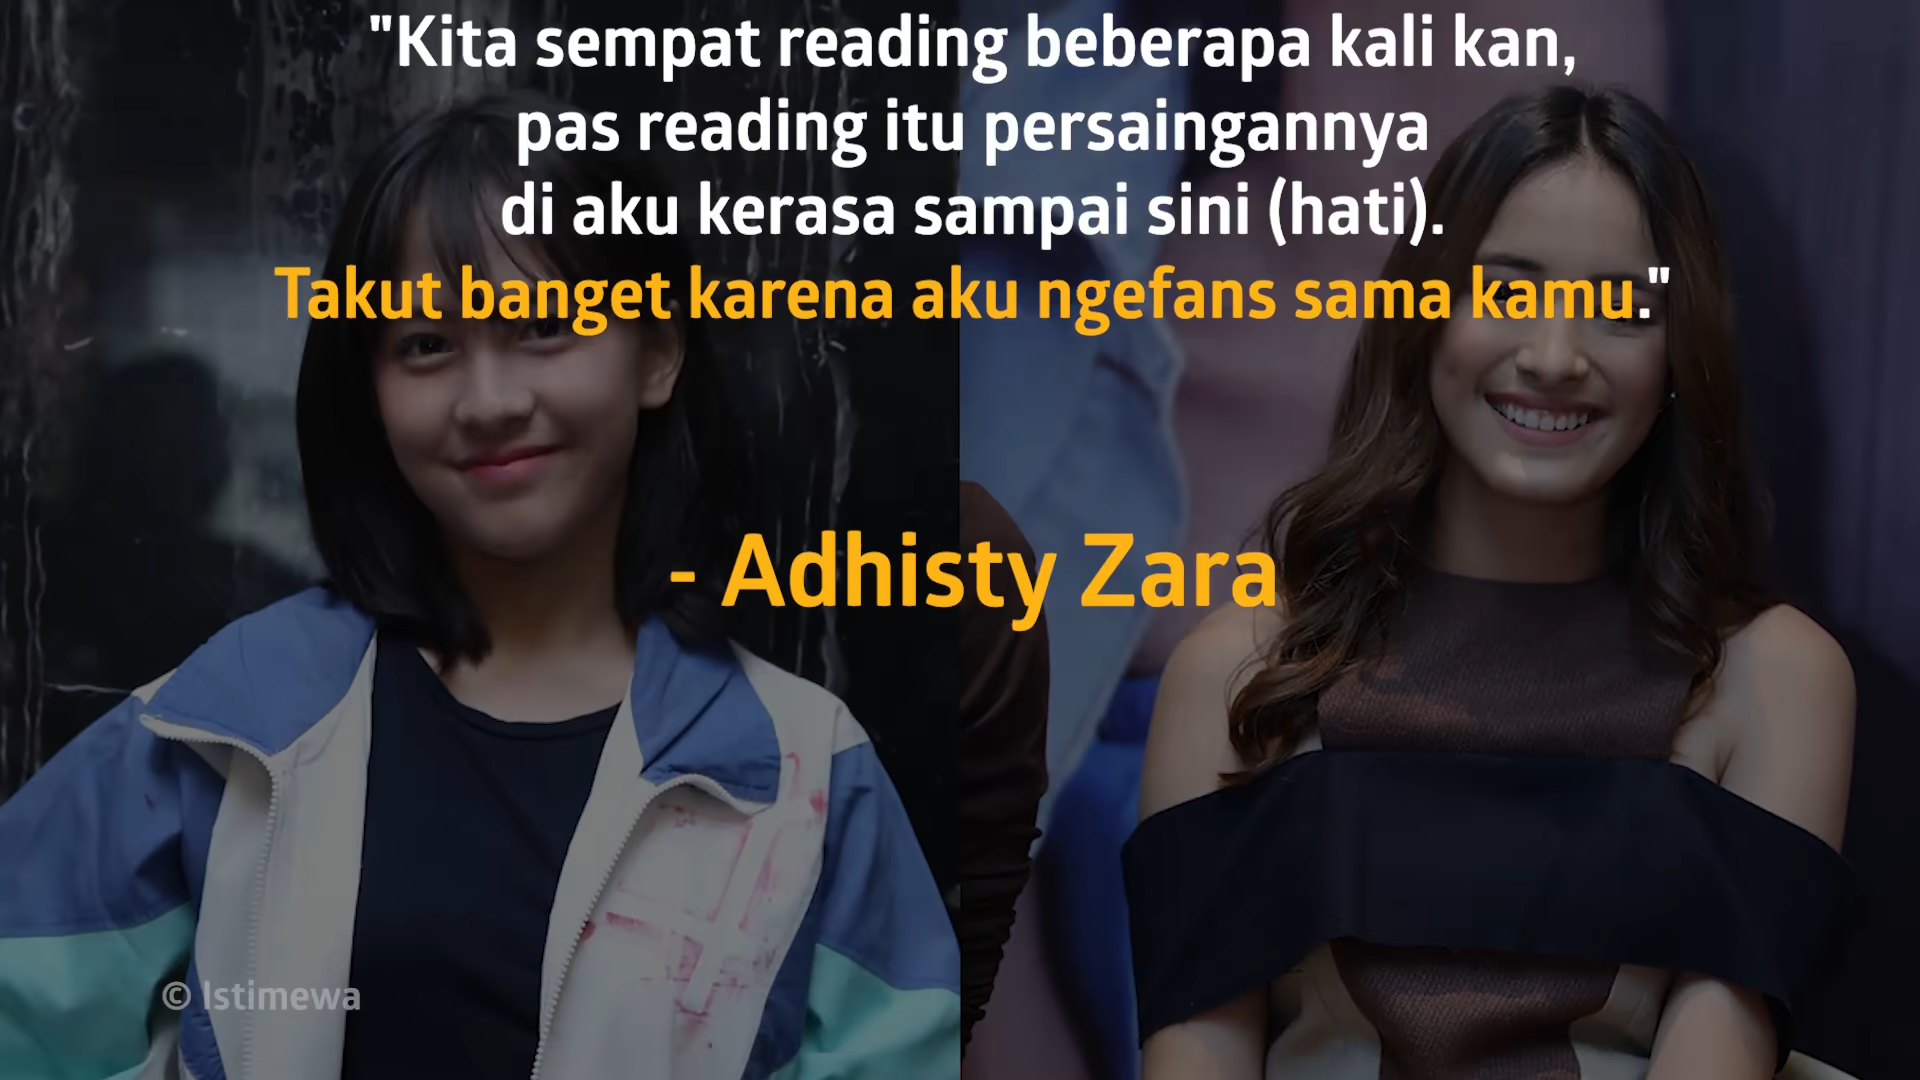 "Kita sempat reading beberapa kali kan,
pas reading itu persaingannya
di aku kerasa sampai sini (hati).
Takut banget karena aku ngefans sama kamu."
- Adhisty Zara
© Istimewa